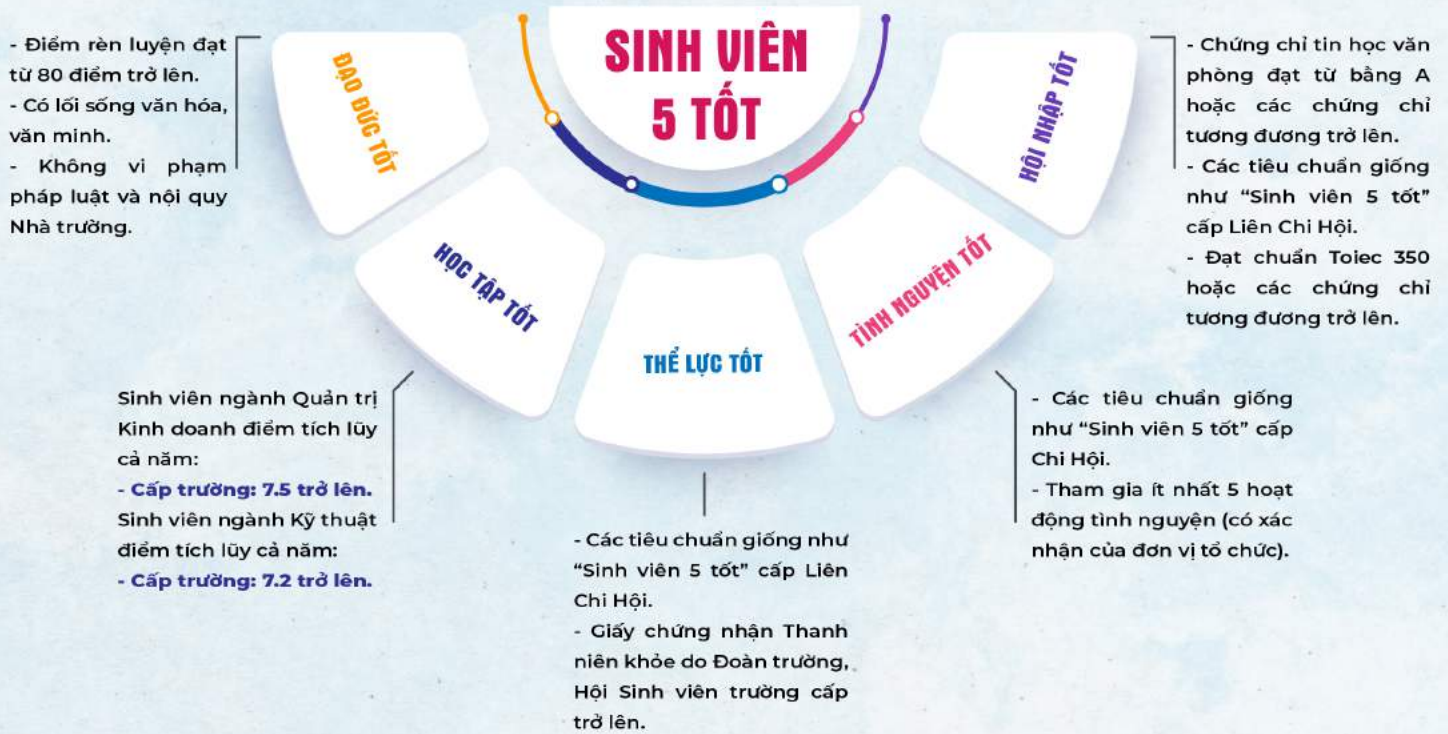 SINH VIÊN
5 TỐT
ĐẠO ĐỨC TỐT
- Điểm rèn luyện đạt
từ 80 điểm trở lên.
- Có lối sống văn hóa,
văn minh.
- Không vi phạm
pháp luật và nội quy
Nhà trường.
HỌC TẬP TỐT
Sinh viên ngành Quản trị
Kinh doanh điểm tích lũy
cả năm:
- Cấp trường: 7.5 trở lên.
Sinh viên ngành Kỹ thuật
điểm tích lũy cả năm:
- Cấp trường: 7.2 trở lên.
THỂ LỰC TỐT
- Các tiêu chuẩn giống như
“Sinh viên 5 tốt” cấp Liên
Chi Hội.
- Giấy chứng nhận Thanh
niên khỏe do Đoàn trường,
Hội Sinh viên trường cấp
trở lên.
TÌNH NGUYỆN TỐT
- Các tiêu chuẩn giống
như “Sinh viên 5 tốt” cấp
Chi Hội.
- Tham gia ít nhất 5 hoạt
động tình nguyện (có xác
nhận của đơn vị tổ chức).
HỘI NHẬP TỐT
- Chứng chỉ tin học văn
phòng đạt từ bằng A
hoặc các chứng chỉ
tương đương trở lên.
- Các tiêu chuẩn giống
như “Sinh viên 5 tốt”
cấp Liên Chi Hội.
- Đạt chuẩn Toiec 350
hoặc các chứng chỉ
tương đương trở lên.